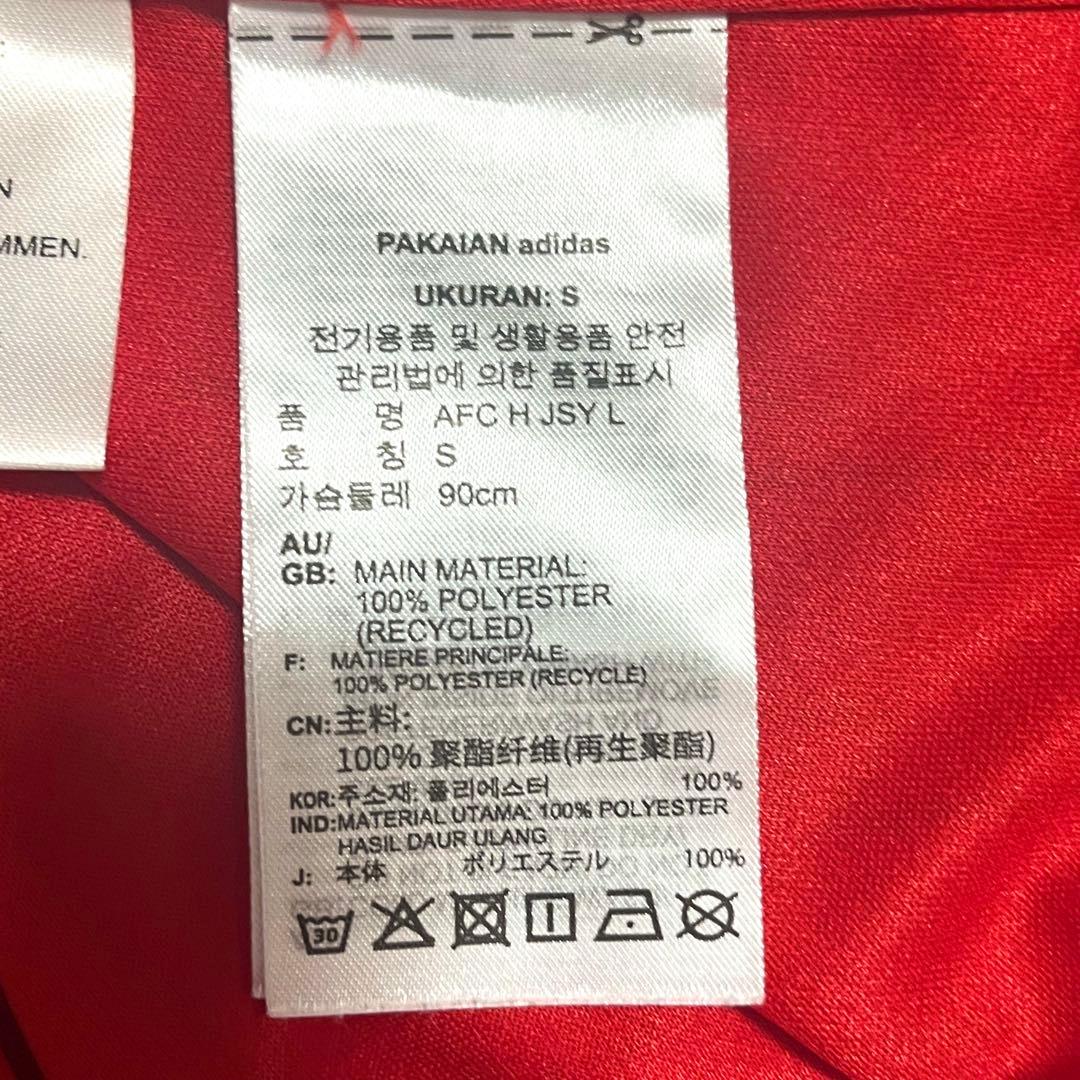 MMEN.
PAKAIAN adidas
UKURAN: S
전기용품 및 생활용품 안전
관리법에 의한 품질표시
품 명 AFC H JSY L
호 칭 S
가슴둘레 90cm
AU/
GB: MAIN MATERIAL:
100% POLYESTER
(RECYCLED)
F: MATIERE PRINCIPALE:
100% POLYESTER (RECYCLE)
CN:主料:
100% 聚酯纤维(再生聚酯)
KOR:주소재: 폴리에스터 100%
IND:MATERIAL UTAMA: 100% POLYESTER
HASIL DAUR ULANG
J: 本体 ポリエステル 100%
30